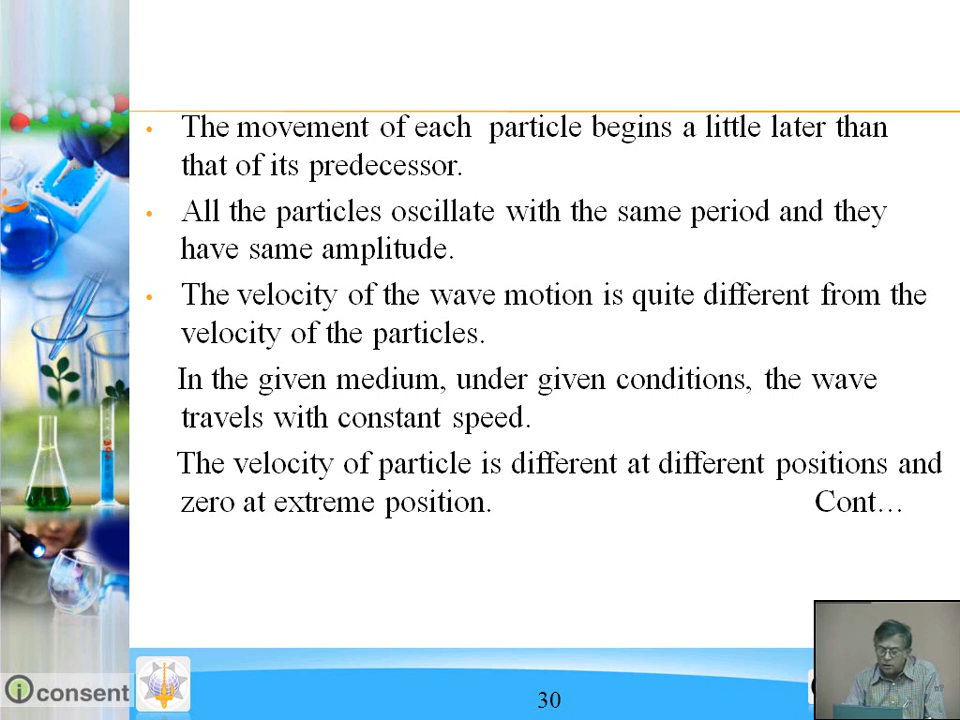 • The movement of each particle begins a little later than
that of its predecessor.
• All the particles oscillate with the same period and they
have same amplitude.
• The velocity of the wave motion is quite different from the
velocity of the particles.
In the given medium, under given conditions, the wave
travels with constant speed.
The velocity of particle is different at different positions and
zero at extreme position. Cont…
iconsent
30